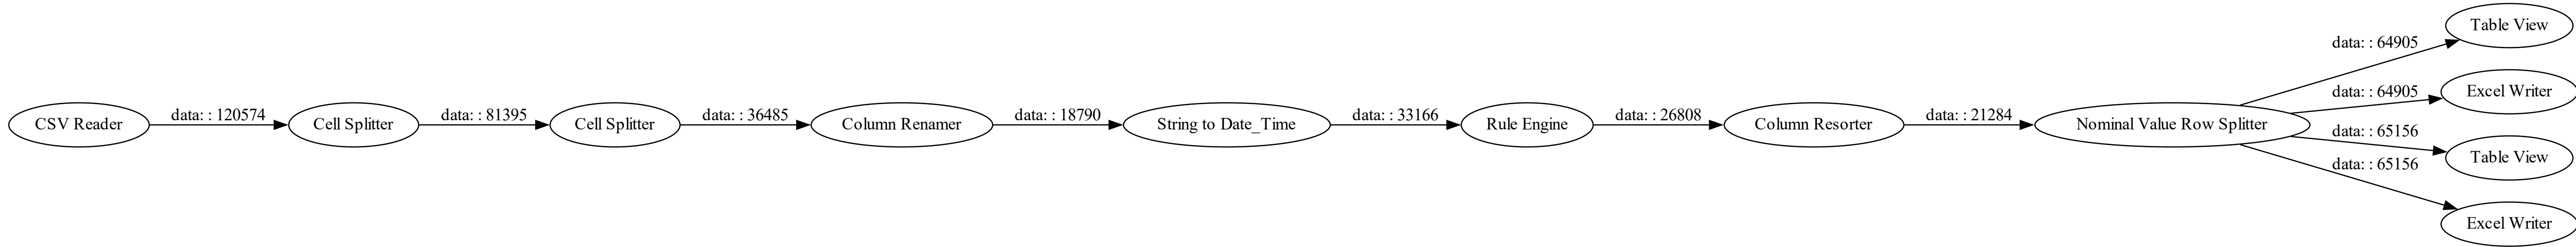 CSV Reader
data: : 120574
Cell Splitter
data: : 81395
Cell Splitter
data: : 36485
Column Renamer
data: : 18790
String to Date_Time
data: : 33166
Rule Engine
data: : 26808
Column Resorter
data: : 21284
Nominal Value Row Splitter
data: : 64905
Table View
data: : 64905
Excel Writer
data: : 65156
Table View
data: : 65156
Excel Writer